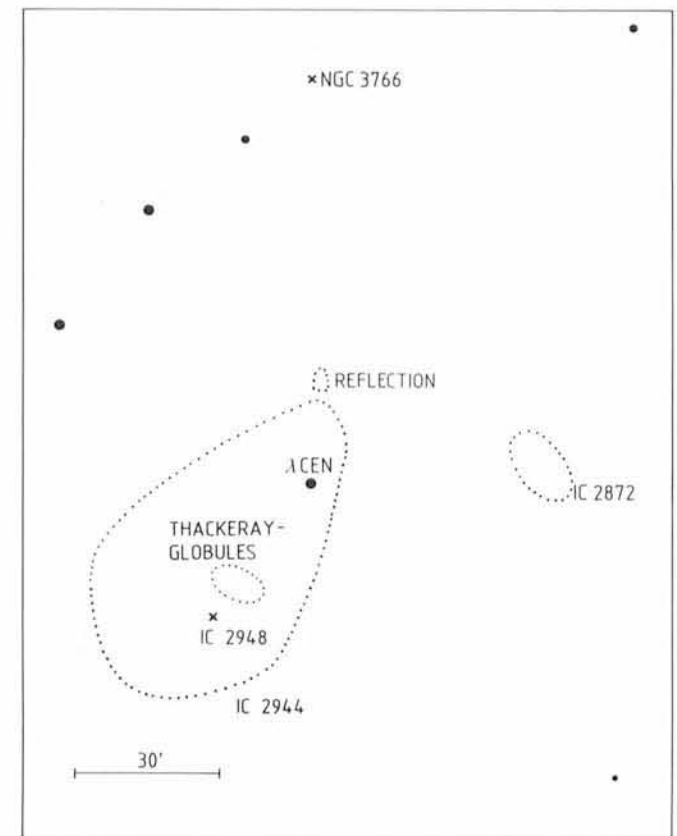 ×NGC 3766
REFLECTION
λ CEN
IC 2872
THACKERAY-
GLOBULES
× 
IC 2948
IC 2944
30'